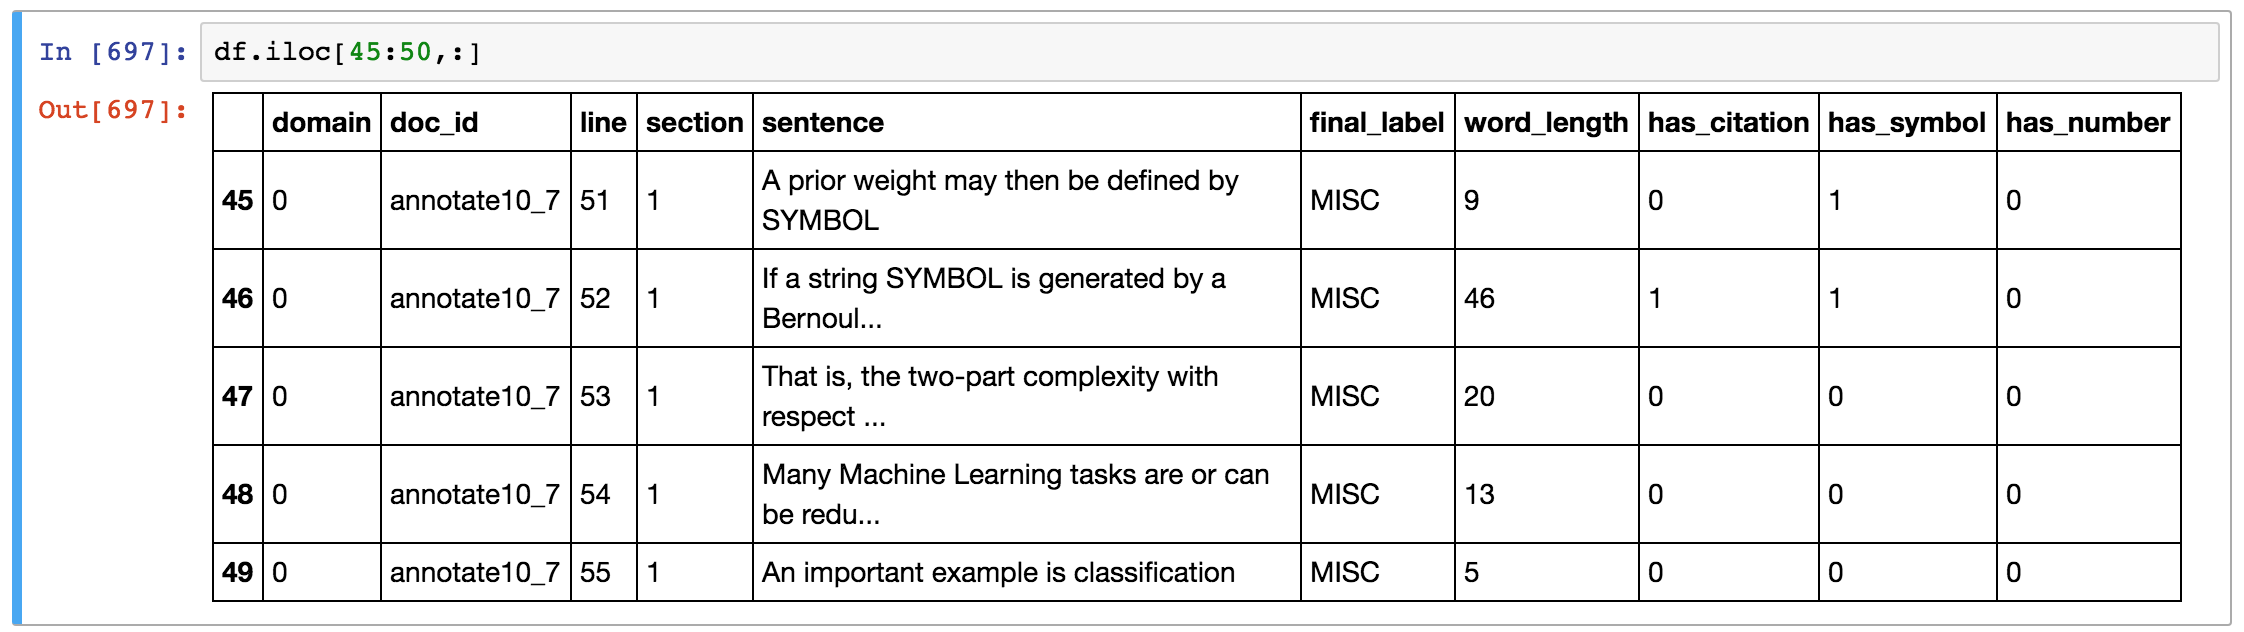 In [697]: df.iloc[45:50,:]
Out[697]:
domain doc_id line section sentence final_label word_length has_citation has_symbol has_number
45 0 annotate10_7 51 1 A prior weight may then be defined by SYMBOL MISC 9 0 1 0
46 0 annotate10_7 52 1 If a string SYMBOL is generated by a Bernoul... MISC 46 1 1 0
47 0 annotate10_7 53 1 That is, the two-part complexity with respect ... MISC 20 0 0 0
48 0 annotate10_7 54 1 Many Machine Learning tasks are or can be redu... MISC 13 0 0 0
49 0 annotate10_7 55 1 An important example is classification MISC 5 0 0 0